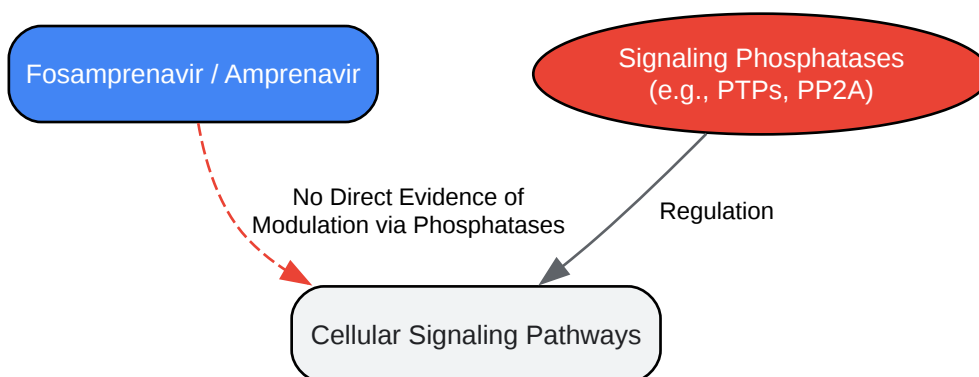 Fosamprenavir / Amprenavir
Signaling Phosphatases
(e.g., PTPs, PP2A)
No Direct Evidence of
Modulation via Phosphatases
Regulation
Cellular Signaling Pathways